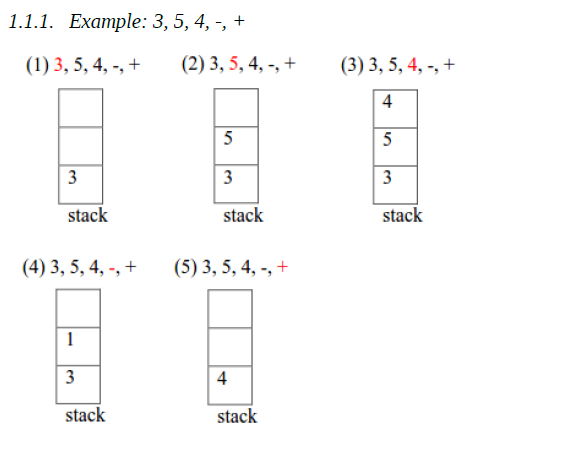 1.1.1. Example: 3, 5, 4, -, +
(1) 3, 5, 4, -, + (2) 3, 5, 4, -, + (3) 3, 5, 4, -, +
4
5 5
3 3 3
stack stack stack
(4) 3, 5, 4, -, + (5) 3, 5, 4, -, +
1
3 4
stack stack